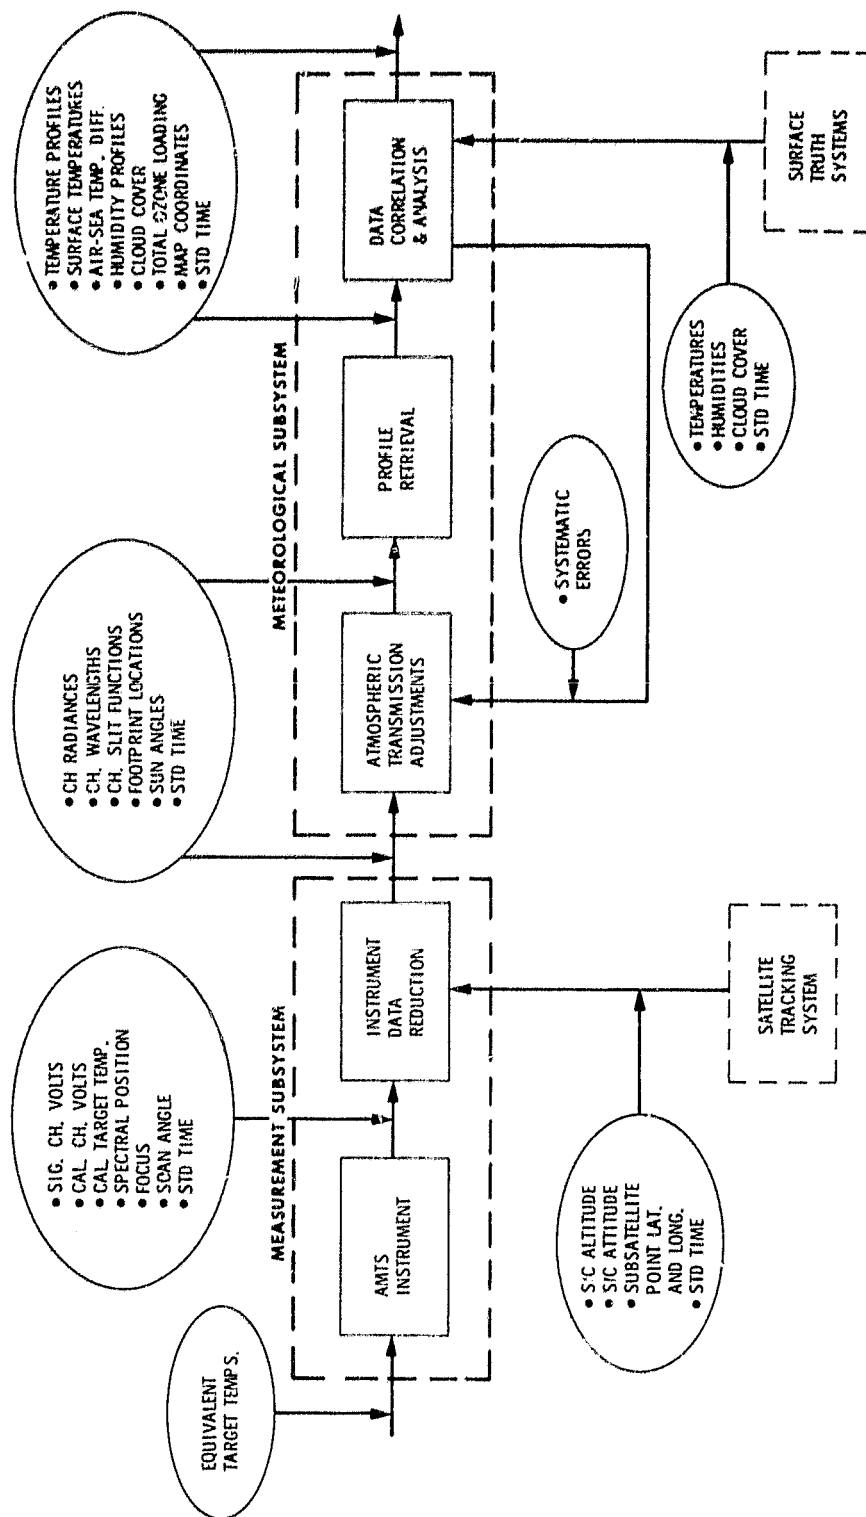 EQUIVALENT
TARGET TEMPS.
• SIG. CH. VOLTS
• CAL. CH. VOLTS
• CAL. TARGET TEMP.
• SPECTRAL POSITION
• FOCUS
• SCAN ANGLE
• STD TIME
MEASUREMENT SUBSYSTEM
AMTS
INSTRUMENT
INSTRUMENT
DATA
REDUCTION
• S/C ALTITUDE
• S/C ATTITUDE
• SUBSATELLITE
POINT LAT.
AND LONG.
• STD TIME
SATELLITE
TRACKING
SYSTEM
• CH RADIANCES
• CH. WAVELENGTHS
• CH. SLIT FUNCTIONS
• FOOTPRINT LOCATIONS
• SUN ANGLES
• STD TIME
METEOROLOGICAL SUBSYSTEM
ATMOSPHERIC
TRANSMISSION
ADJUSTMENTS
PROFILE
RETRIEVAL
DATA
CORRELATION
& ANALYSIS
• SYSTEMATIC
ERRORS
• TEMPERATURE PROFILES
• SURFACE TEMPERATURES
• AIR-SEA TEMP. DIFF.
• HUMIDITY PROFILES
• CLOUD COVER
• TOTAL OZONE LOADING
• MAP COORDINATES
• STD TIME
• TEMPERATURES
• HUMIDITIES
• CLOUD COVER
• STD TIME
SURFACE
TRUTH
SYSTEMS